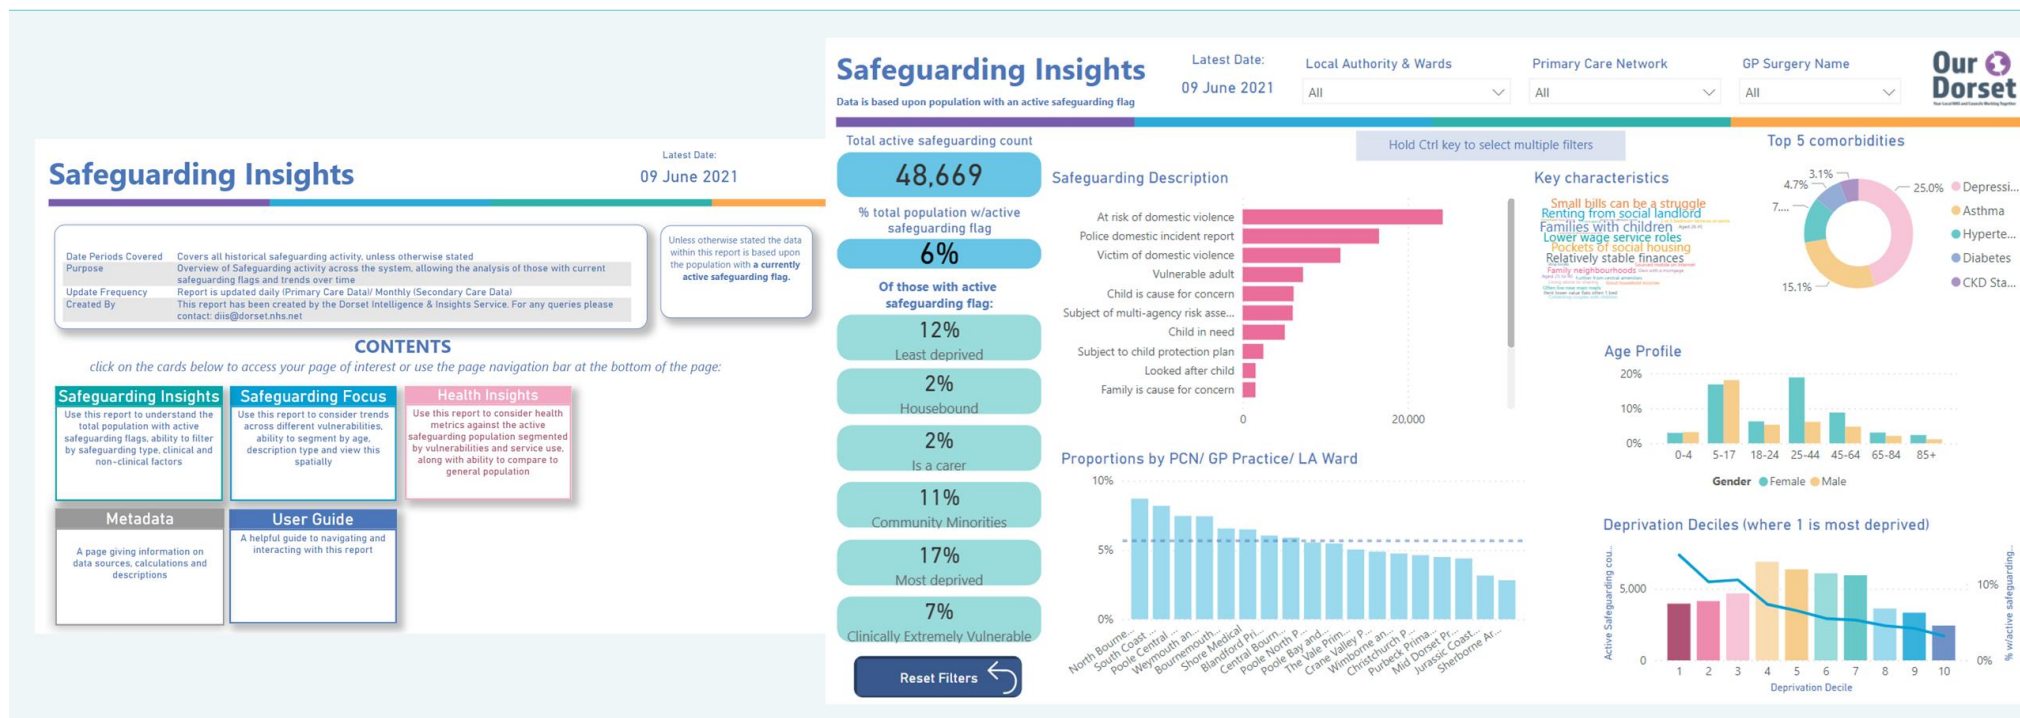 Safeguarding Insights
Latest Date:
09 June 2021
Date Periods Covered Covers all historical safeguarding activity, unless otherwise stated
Purpose Overview of Safeguarding activity across the system, allowing the analysis of those with current
safeguarding flags and trends over time
Update Frequency Report is updated daily (Primary Care Data)/ Monthly (Secondary Care Data)
Created By This report has been created by the Dorset Intelligence & Insights Service. For any queries please
contact: diis@dorset.nhs.net
Unless otherwise stated the data
within this report is based upon
the population with a currently
active safeguarding flag.
CONTENTS
click on the cards below to access your page of interest or use the page navigation bar at the bottom of the page:
Safeguarding Insights
Use this report to understand the
total population with active
safeguarding flags, ability to filter
by safeguarding type, clinical and
non-clinical factors
Safeguarding Focus
Use this report to consider trends
across different vulnerabilities,
ability to segment by age,
description type and view this
spatially
Health Insights
Use this report to consider health
metrics against the active
safeguarding population segmented
by vulnerabilities and service use,
along with ability to compare to
general population
Metadata
A page giving information on
data sources, calculations and
descriptions
User Guide
A helpful guide to navigating and
interacting with this report
Safeguarding Insights
Data is based upon population with an active safeguarding flag
Latest Date:
09 June 2021
Local Authority & Wards
All
Primary Care Network
All
GP Surgery Name
All
Our
Dorset
Total active safeguarding count
48,669
% total population w/active
safeguarding flag
6%
Of those with active
safeguarding flag:
12%
Least deprived
2%
Housebound
2%
Is a carer
11%
Community Minorities
17%
Most deprived
7%
Clinically Extremely Vulnerable
Reset Filters
Hold Ctrl key to select multiple filters
Safeguarding Description
At risk of domestic violence
Police domestic incident report
Victim of domestic violence
Vulnerable adult
Child is cause for concern
Subject of multi-agency risk asse...
Child in need
Subject to child protection plan
Looked after child
Family is cause for concern
0 20,000
Proportions by PCN/ GP Practice/ LA Ward
10%
5%
0%
North Bourne...
South Coast ...
Poole Central ...
Weymouth an...
Bournemouth...
Shore Medical
Blandford Pri...
Central Bourn...
Poole North P...
Poole Bay and...
The Vale Prim...
Crane Valley P...
Wimborne an...
Christchurch P...
Purbeck Prima...
Mid Dorset Pr...
Jurassic Coast...
Sherborne Ar...
Key characteristics
Small bills can be a struggle
Renting from social landlord
Families with children
Lower wage service roles
Pockets of social housing
Relatively stable finances
Family neighbourhoods
Top 5 comorbidities
3.1%
4.7%
7....
15.1%
25.0%
Depressi...
Asthma
Hyperte...
Diabetes
CKD Sta...
Age Profile
20%
10%
0%
0-4 5-17 18-24 25-44 45-64 65-84 85+
Gender Female Male
Deprivation Deciles (where 1 is most deprived)
Active Safeguarding cou...
5,000
0
1 2 3 4 5 6 7 8 9 10
Deprivation Decile
10%
0%
% w/active safeguarding...